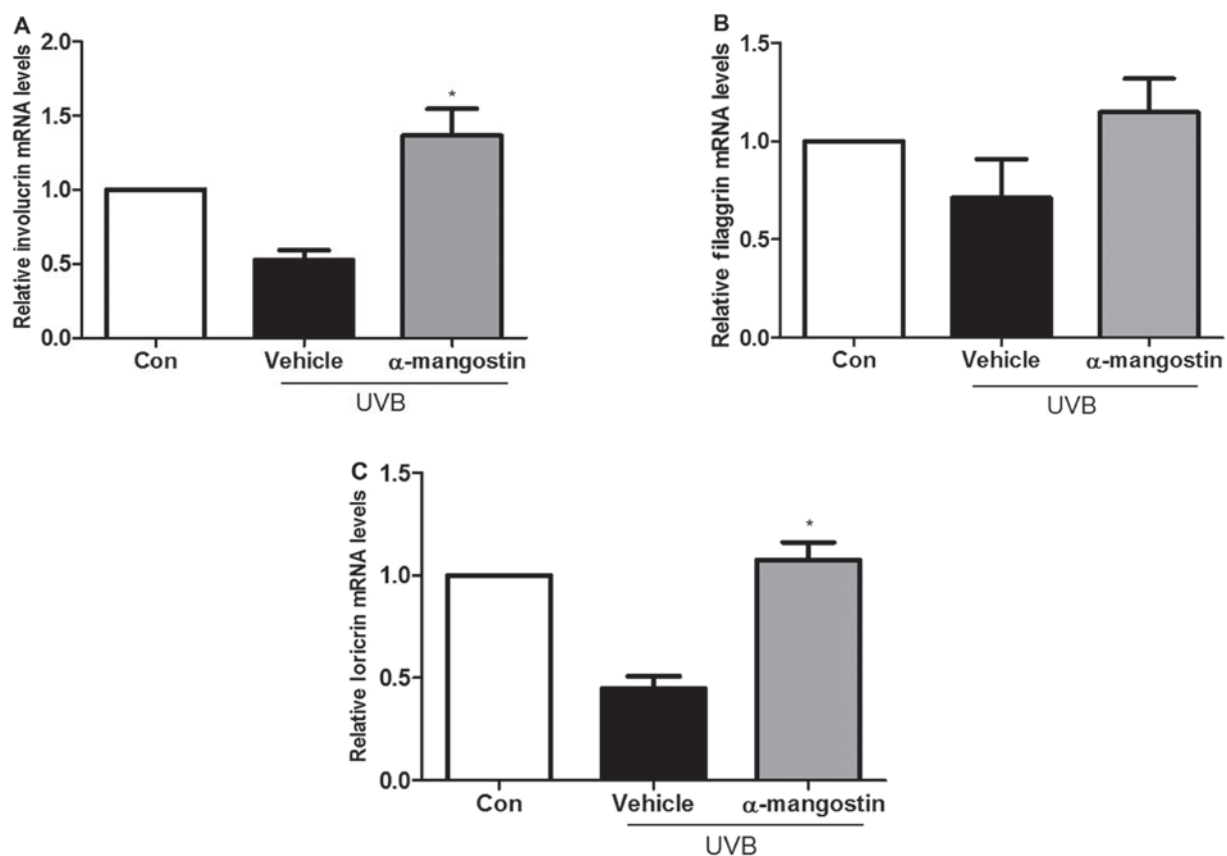 A
Relative involucrin mRNA levels
2.0
1.5
*
1.0
0.5
0.0
Con Vehicle α-mangostin
UVB
B
Relative filaggrin mRNA levels
1.5
1.0
0.5
0.0
Con Vehicle α-mangostin
UVB
C
Relative loricrin mRNA levels
1.5
*
1.0
0.5
0.0
Con Vehicle α-mangostin
UVB